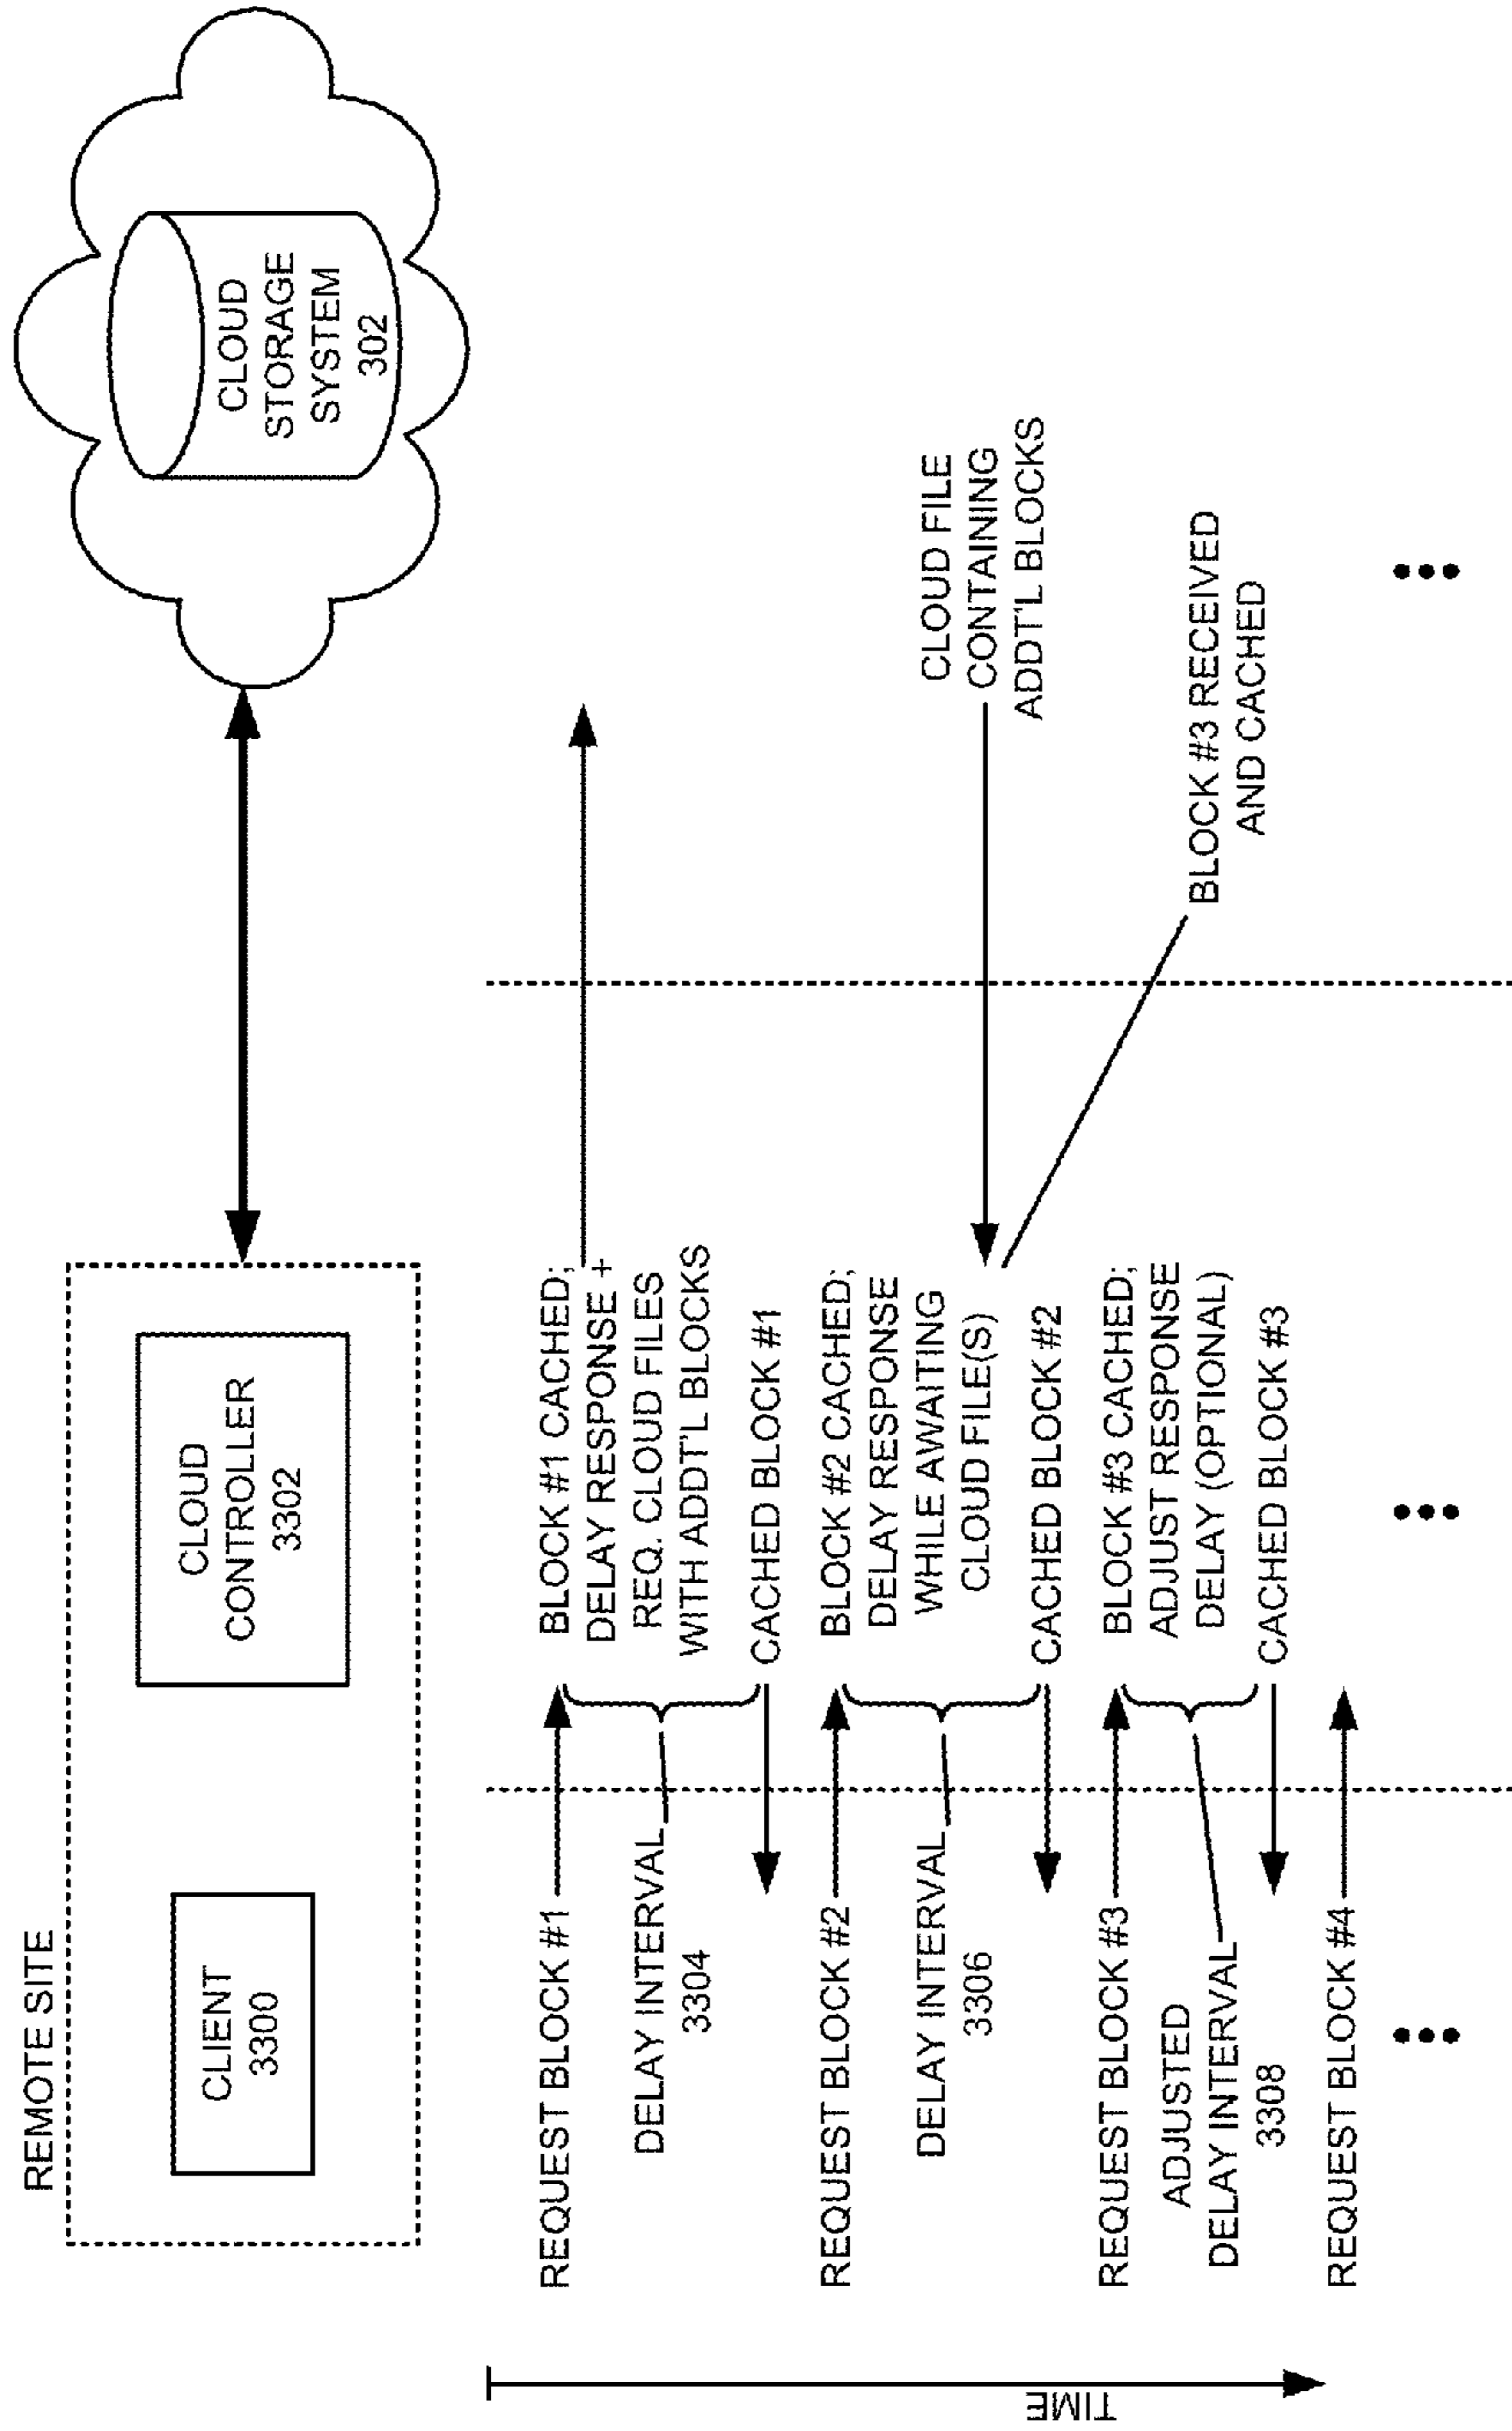 REMOTE SITE
CLIENT
3300
CLOUD
CONTROLLER
3302
CLOUD
STORAGE
SYSTEM
302
TIME
REQUEST BLOCK #1
BLOCK #1 CACHED;
DELAY RESPONSE +
REQ. CLOUD FILES
WITH ADDT'L BLOCKS
DELAY INTERVAL
3304
CACHED BLOCK #1
REQUEST BLOCK #2
BLOCK #2 CACHED;
DELAY RESPONSE
WHILE AWAITING
CLOUD FILE(S)
DELAY INTERVAL
3306
CLOUD FILE
CONTAINING
ADDT'L BLOCKS
CACHED BLOCK #2
REQUEST BLOCK #3
BLOCK #3 CACHED;
ADJUST RESPONSE
DELAY (OPTIONAL)
ADJUSTED
DELAY INTERVAL
3308
BLOCK #3 RECEIVED
AND CACHED
CACHED BLOCK #3
REQUEST BLOCK #4